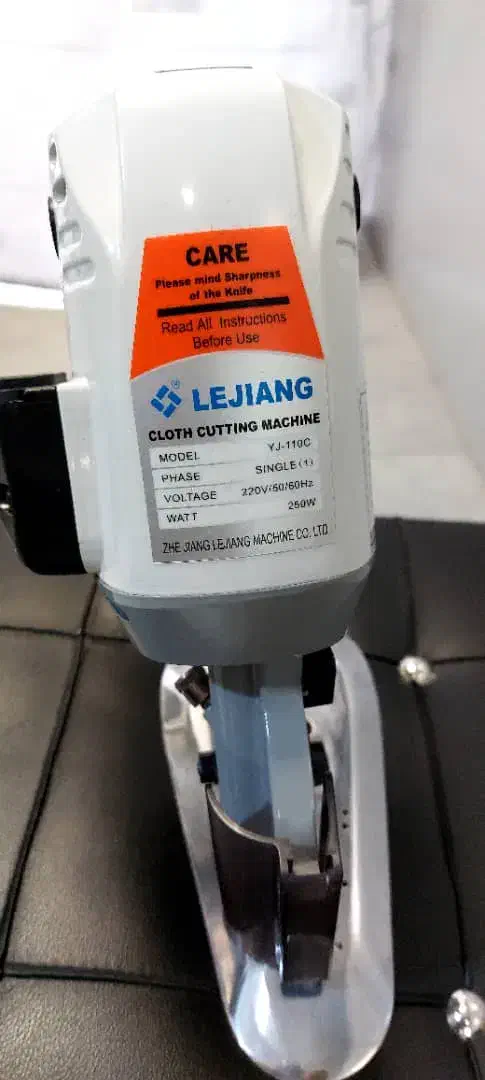 CARE
Please mind Sharpness
of the Knife
Read All Instructions
Before Use
® LEJIANG
CLOTH CUTTING MACHINE
MODEL YJ-110C
PHASE SINGLE (1)
VOLTAGE 220V/50/60Hz
WATT 250W
ZHE JIANG LEJIANG MACHINE CO. LTD